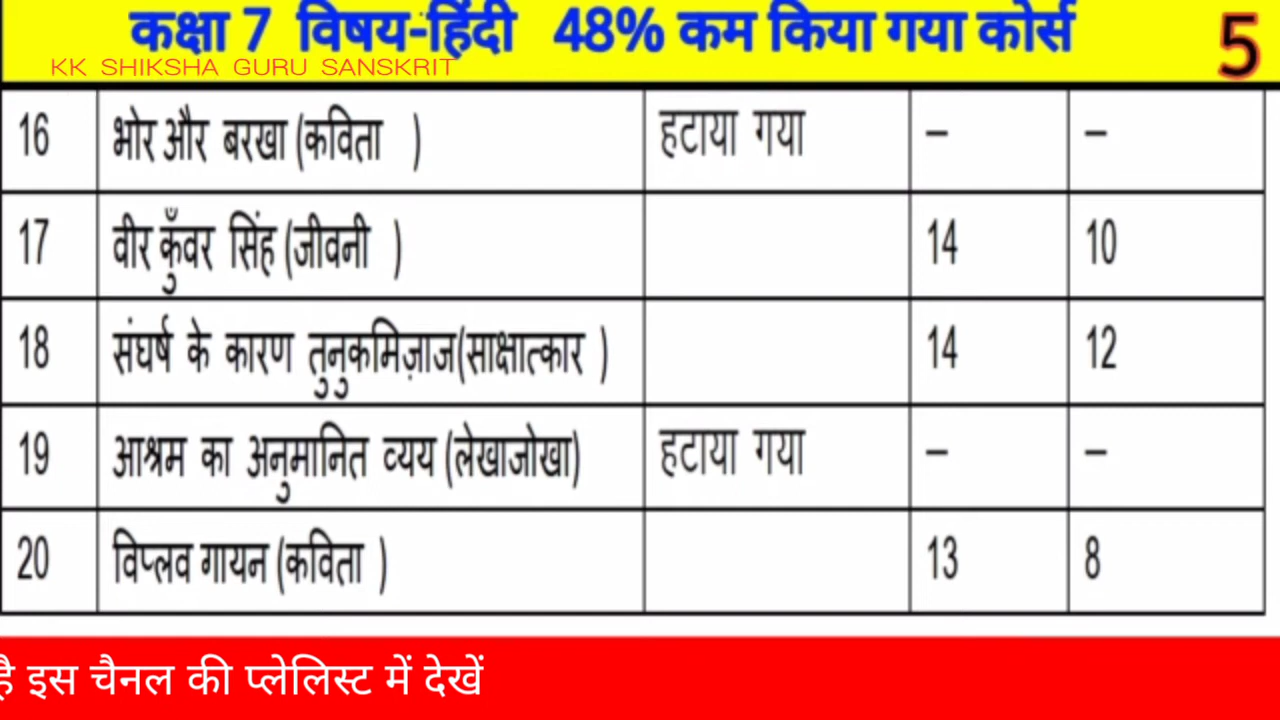 कक्षा 7 विषय-हिंदी 48% कम किया गया कोर्स 5
KK SHIKSHA GURU SANSKRIT
16 भोर और बरखा (कविता ) हटाया गया – –
17 वीर कुँवर सिंह (जीवनी ) 14 10
18 संघर्ष के कारण तुनुकमिज़ाज(साक्षात्कार ) 14 12
19 आश्रम का अनुमानित व्यय (लेखाजोखा) हटाया गया – –
20 विप्लव गायन (कविता ) 13 8
है इस चैनल की प्लेलिस्ट में देखें